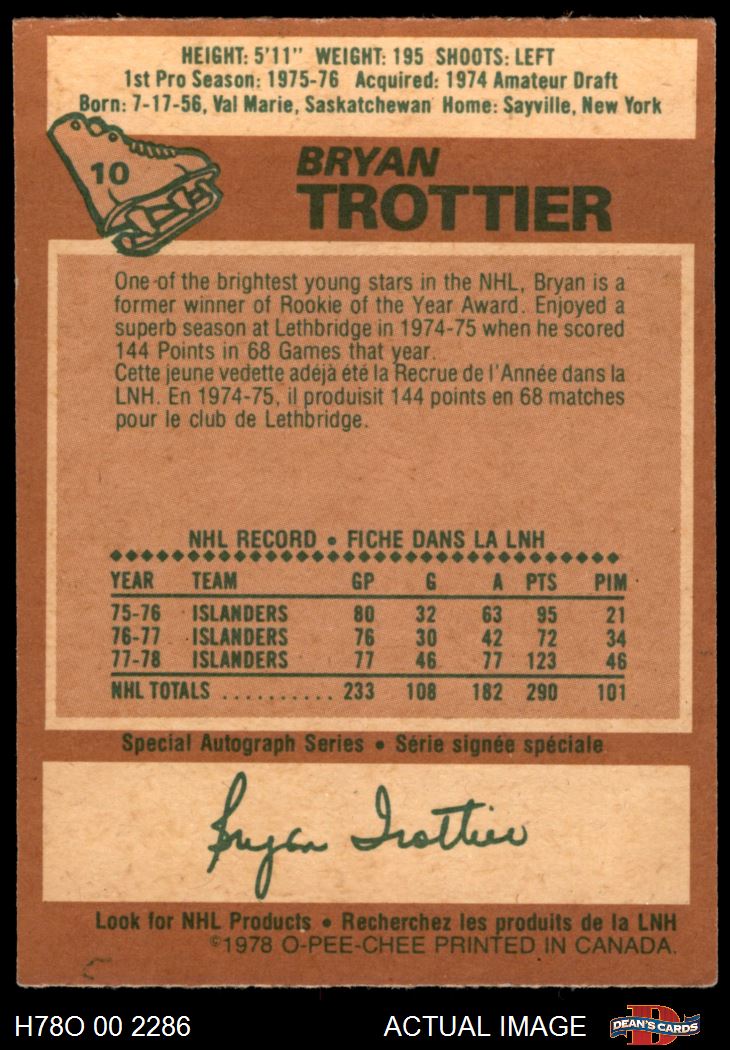 HEIGHT: 5'11" WEIGHT: 195 SHOOTS: LEFT
1st Pro Season: 1975-76 Acquired: 1974 Amateur Draft
Born: 7-17-56, Val Marie, Saskatchewan Home: Sayville, New York
10
BRYAN
TROTTIER
One of the brightest young stars in the NHL, Bryan is a
former winner of Rookie of the Year Award. Enjoyed a
superb season at Lethbridge in 1974-75 when he scored
144 Points in 68 Games that year.
Cette jeune vedette adéjà été la Recrue de l'Année dans la
LNH. En 1974-75, il produisit 144 points en 68 matches
pour le club de Lethbridge.
NHL RECORD • FICHE DANS LA LNH
YEAR TEAM GP G A PTS PIM
75-76 ISLANDERS 80 32 63 95 21
76-77 ISLANDERS 76 30 42 72 34
77-78 ISLANDERS 77 46 77 123 46
NHL TOTALS .......... 233 108 182 290 101
Special Autograph Series • Série signée spéciale
Bryan Trottier
Look for NHL Products • Recherchez les produits de la LNH
©1978 O-PEE-CHEE PRINTED IN CANADA.
H78O 00 2286 ACTUAL IMAGE DEAN'S CARDS